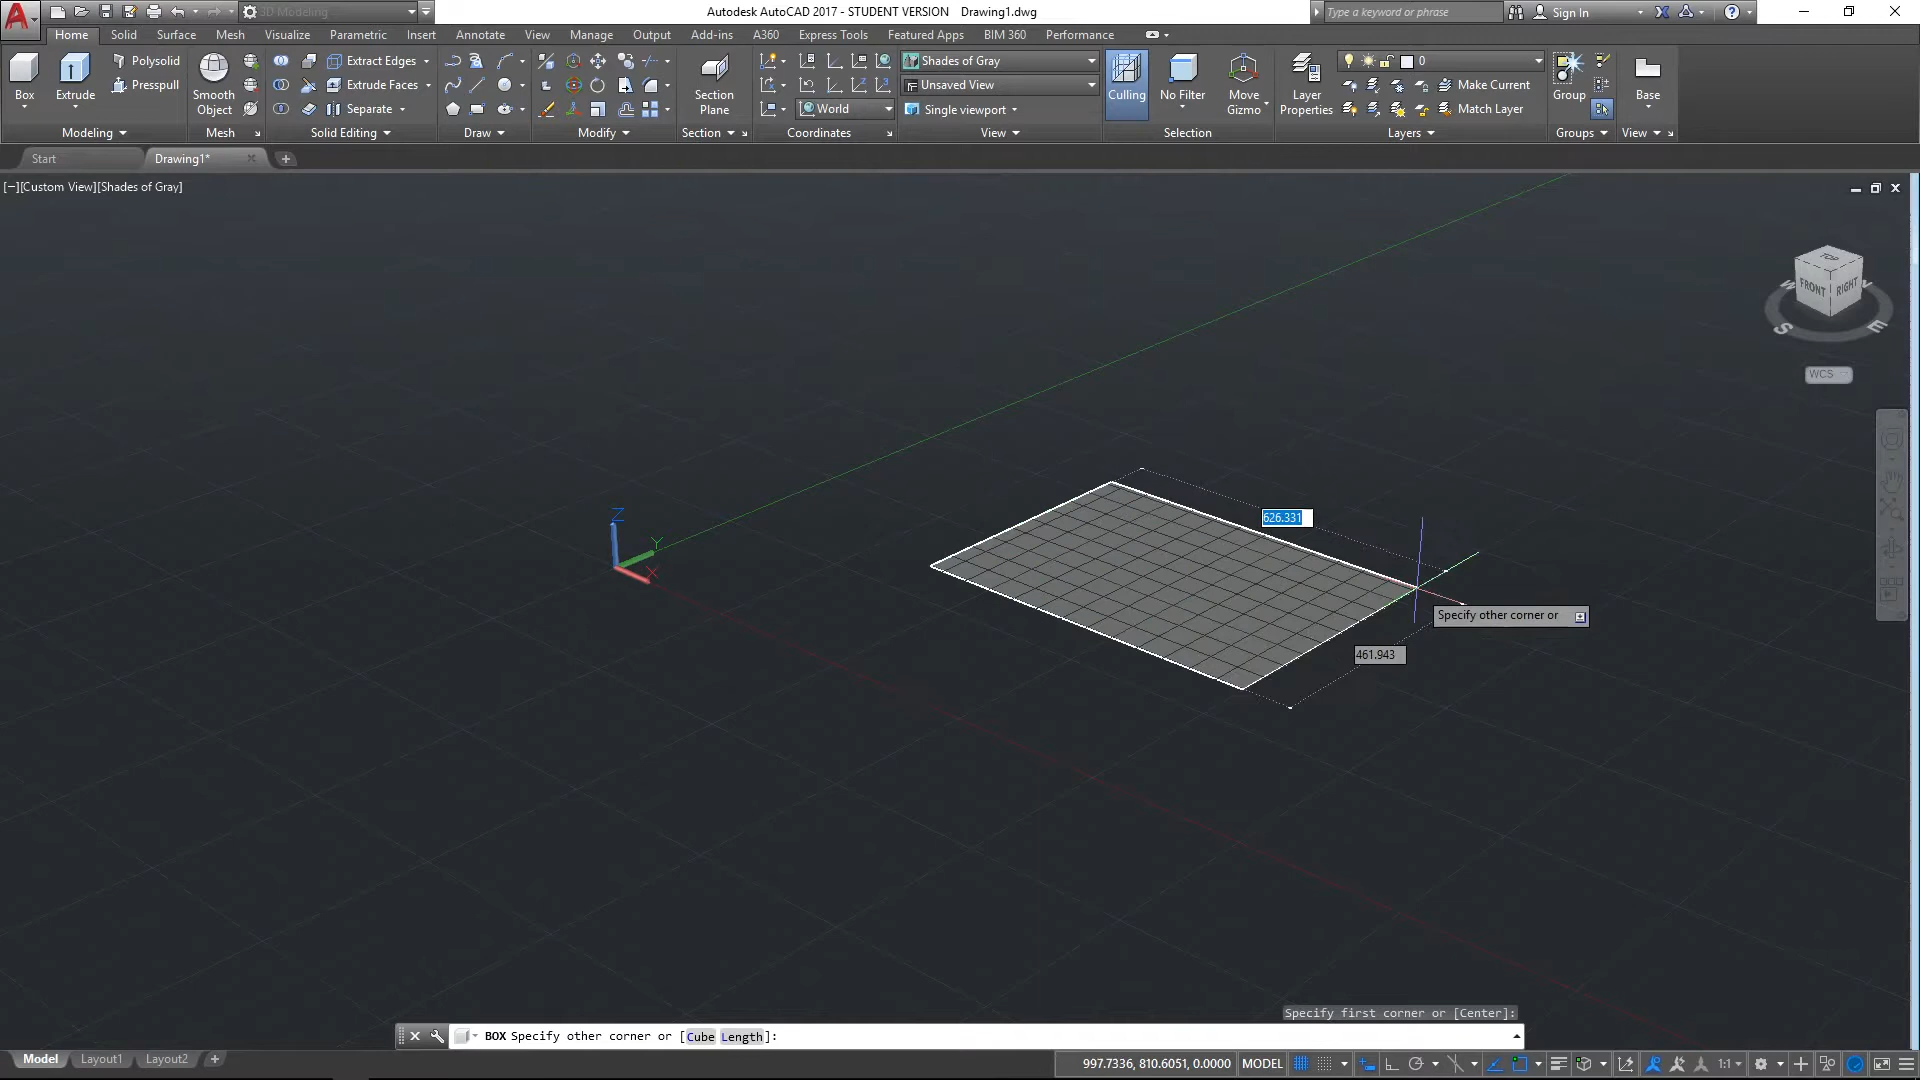 3D Modeling
Autodesk AutoCAD 2017 - STUDENT VERSION Drawing1.dwg
Type a keyword or phrase
Sign In
Home Solid Surface Mesh Visualize Parametric Insert Annotate View Manage Output Add-ins A360 Express Tools Featured Apps BIM 360 Performance
Box
Extrude
Polysolid
Presspull
Modeling
Smooth
Object
Mesh
Extract Edges
Extrude Faces
Separate
Solid Editing
Draw
Modify
Section
Plane
Section
World
Coordinates
Shades of Gray
Unsaved View
Single viewport
View
Culling
No Filter
Move
Gizmo
Selection
Layer
Properties
0
Make Current
Match Layer
Layers
Group
Groups
Base
View
Start Drawing1*
[−][Custom View][Shades of Gray]
TOP
FRONT RIGHT
W
S E
WCS
Z
Y
X
626.331
Specify other corner or
461.943
Specify first corner or [Center]:
BOX Specify other corner or [Cube Length]:
Model Layout1 Layout2
997.7336, 810.6051, 0.0000 MODEL
1:1